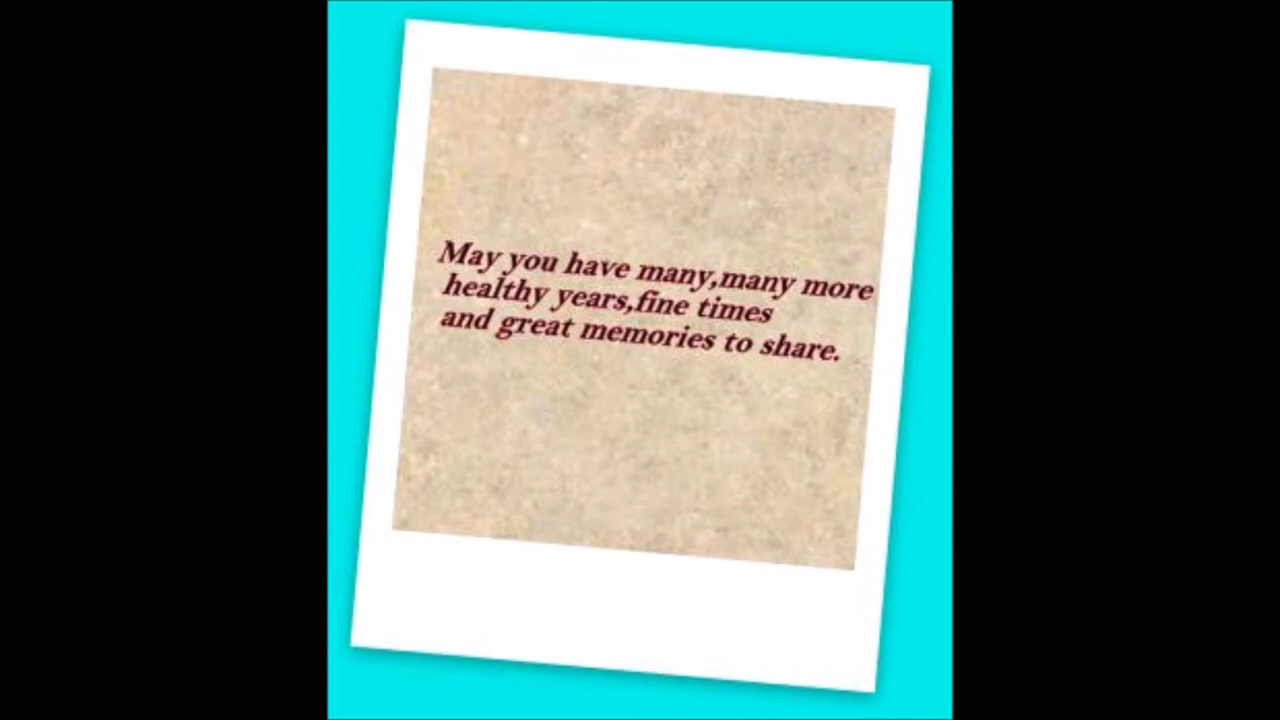 May you have many,many more
healthy years,fine times
and great memories to share.